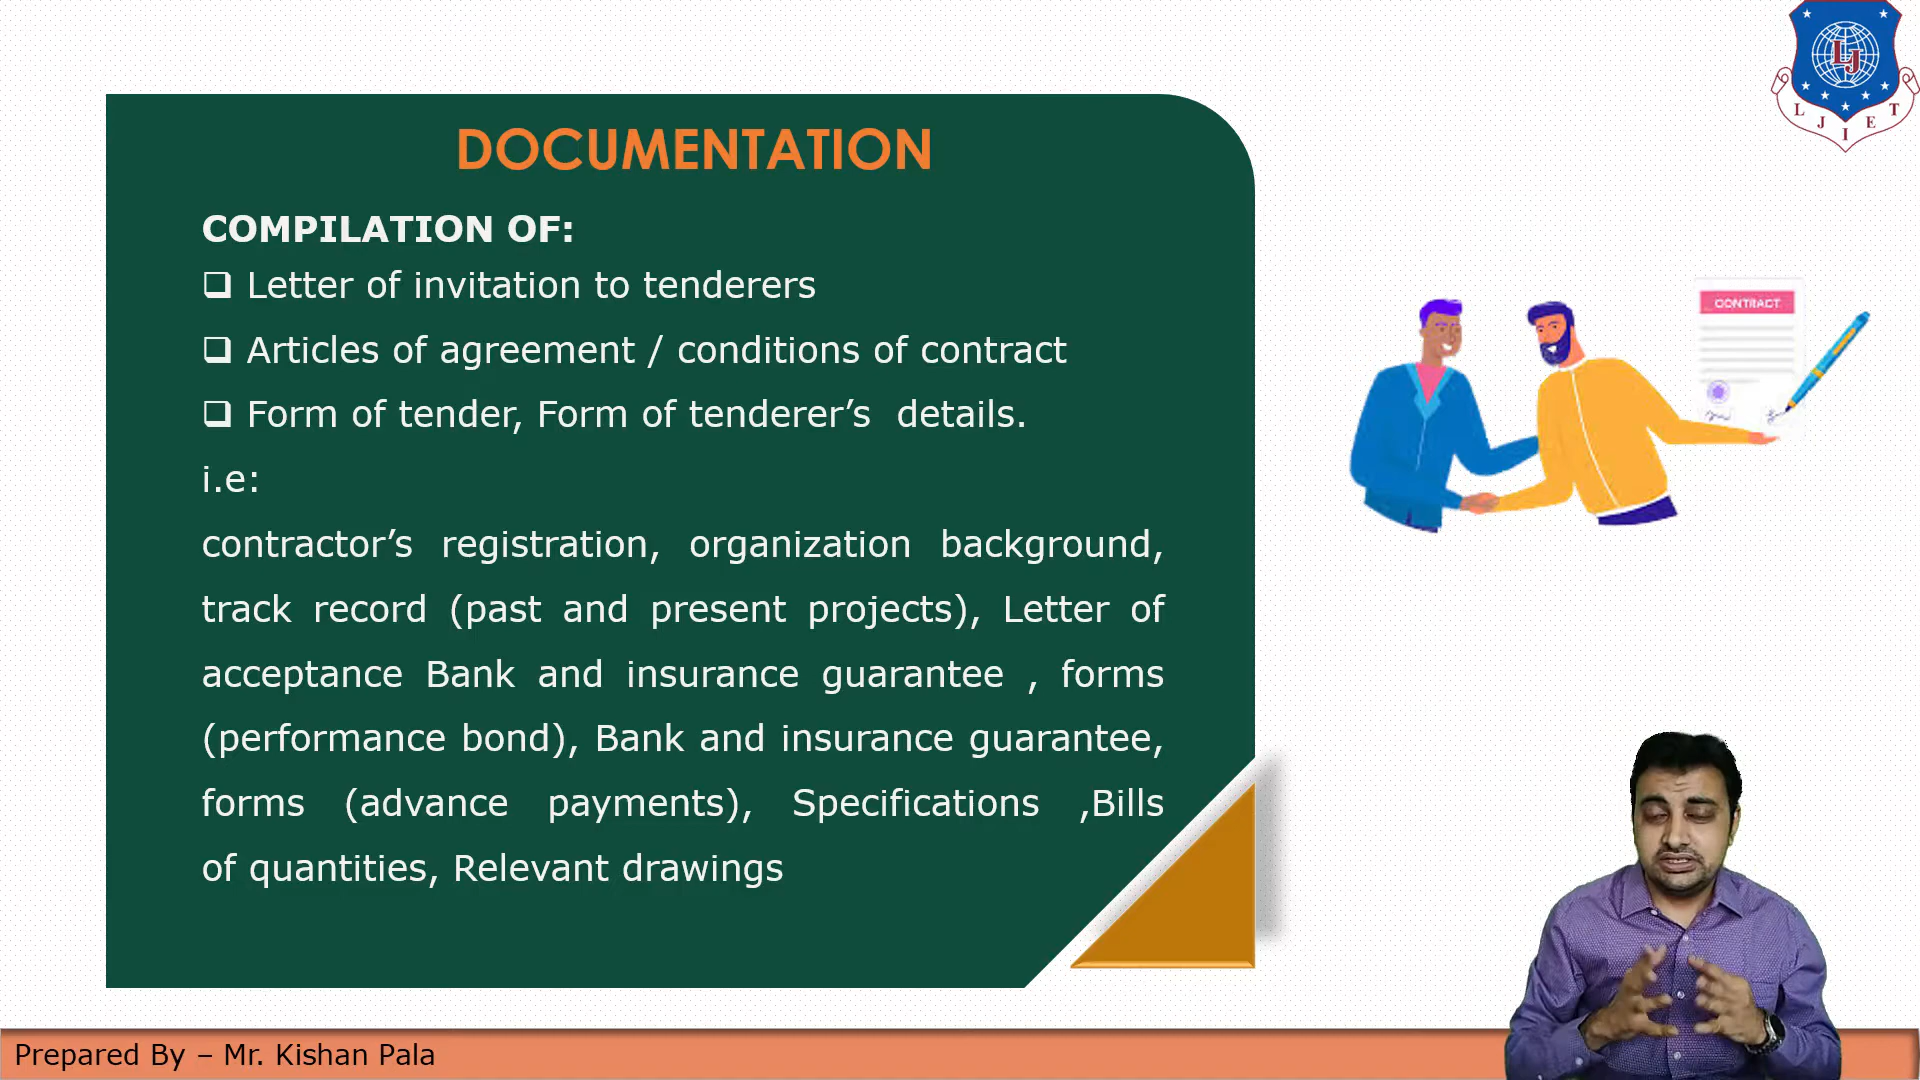 DOCUMENTATION
COMPILATION OF:
❑ Letter of invitation to tenderers
❑ Articles of agreement / conditions of contract
❑ Form of tender, Form of tenderer’s  details.
i.e:
contractor’s registration, organization background,
track record (past and present projects), Letter of
acceptance Bank and insurance guarantee , forms
(performance bond), Bank and insurance guarantee,
forms (advance payments), Specifications ,Bills
of quantities, Relevant drawings
CONTRACT
LJ
L J I E T
Prepared By – Mr. Kishan Pala